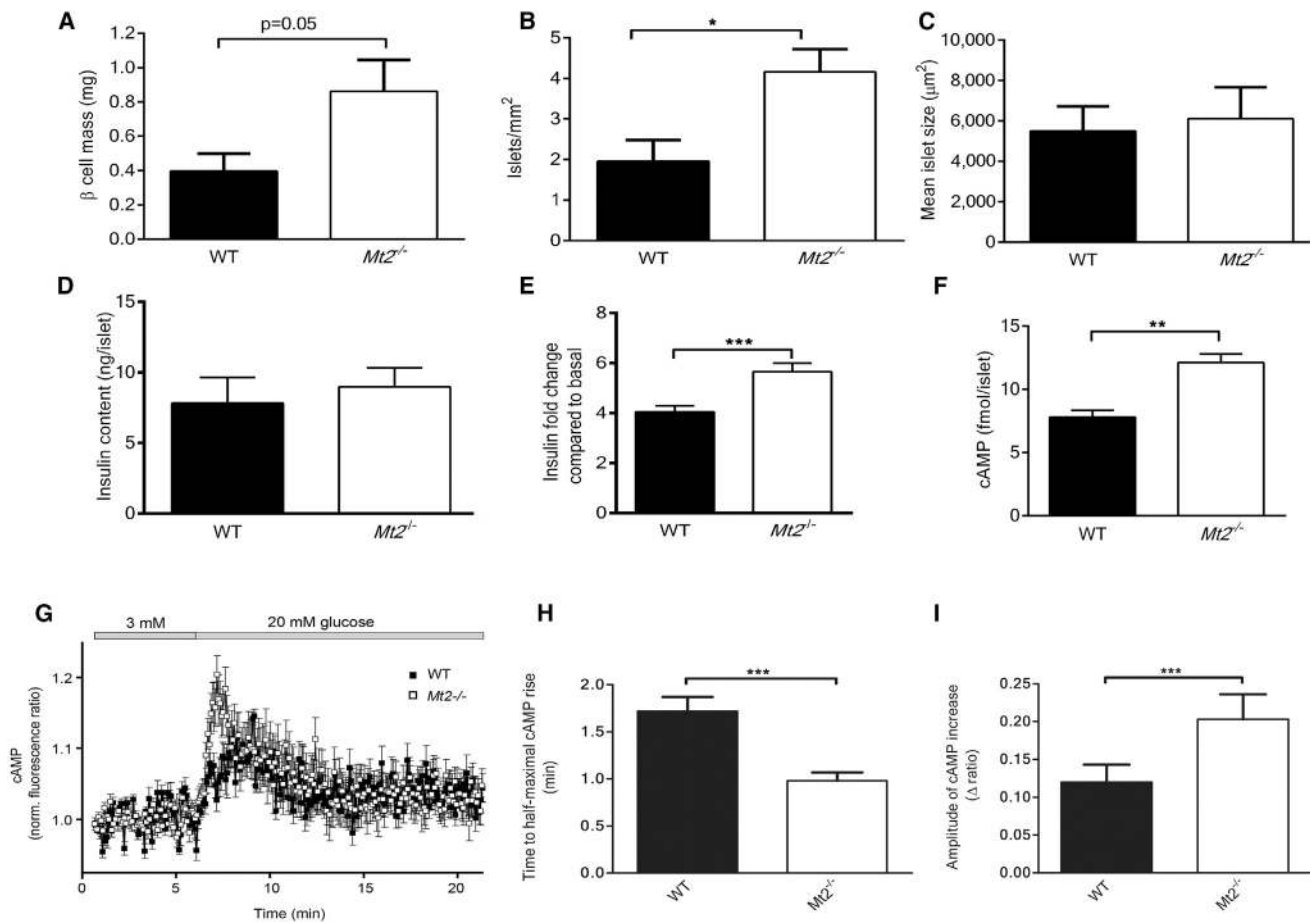 A
p=0.05
β cell mass (mg)
1.2
1.0
0.8
0.6
0.4
0.2
0.0
WT
Mt2-/-
B
*
Islets/mm2
5
4
3
2
1
0
WT
Mt2-/-
C
Mean islet size (μm2)
10,000
8,000
6,000
4,000
2,000
0
WT
Mt2-/-
D
Insulin content (ng/islet)
15
10
5
0
WT
Mt2-/-
E
***
Insulin fold change
compared to basal
8
6
4
2
0
WT
Mt2-/-
F
**
cAMP (fmol/islet)
15
10
5
0
WT
Mt2-/-
G
3 mM
20 mM glucose
WT
Mt2-/-
cAMP
(norm. fluorescence ratio)
1.2
1.1
1.0
0
5
10
15
20
Time (min)
H
***
Time to half-maximal cAMP rise
(min)
2.0
1.5
1.0
0.5
0.0
WT
Mt2-/-
I
***
Amplitude of cAMP increase
(Δ ratio)
0.25
0.20
0.15
0.10
0.05
0.00
WT
Mt2-/-